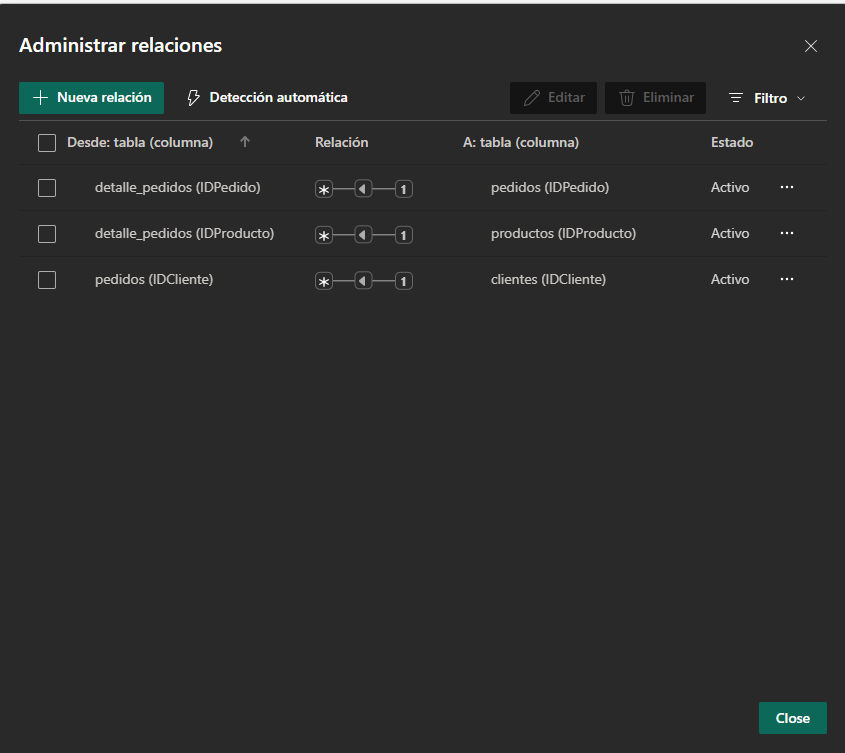 Administrar relaciones
Nueva relación Detección automática Editar Eliminar Filtro
Desde: tabla (columna) Relación A: tabla (columna) Estado
detalle_pedidos (IDPedido) * 1 pedidos (IDPedido) Activo ...
detalle_pedidos (IDProducto) * 1 productos (IDProducto) Activo ...
pedidos (IDCliente) * 1 clientes (IDCliente) Activo ...
Close